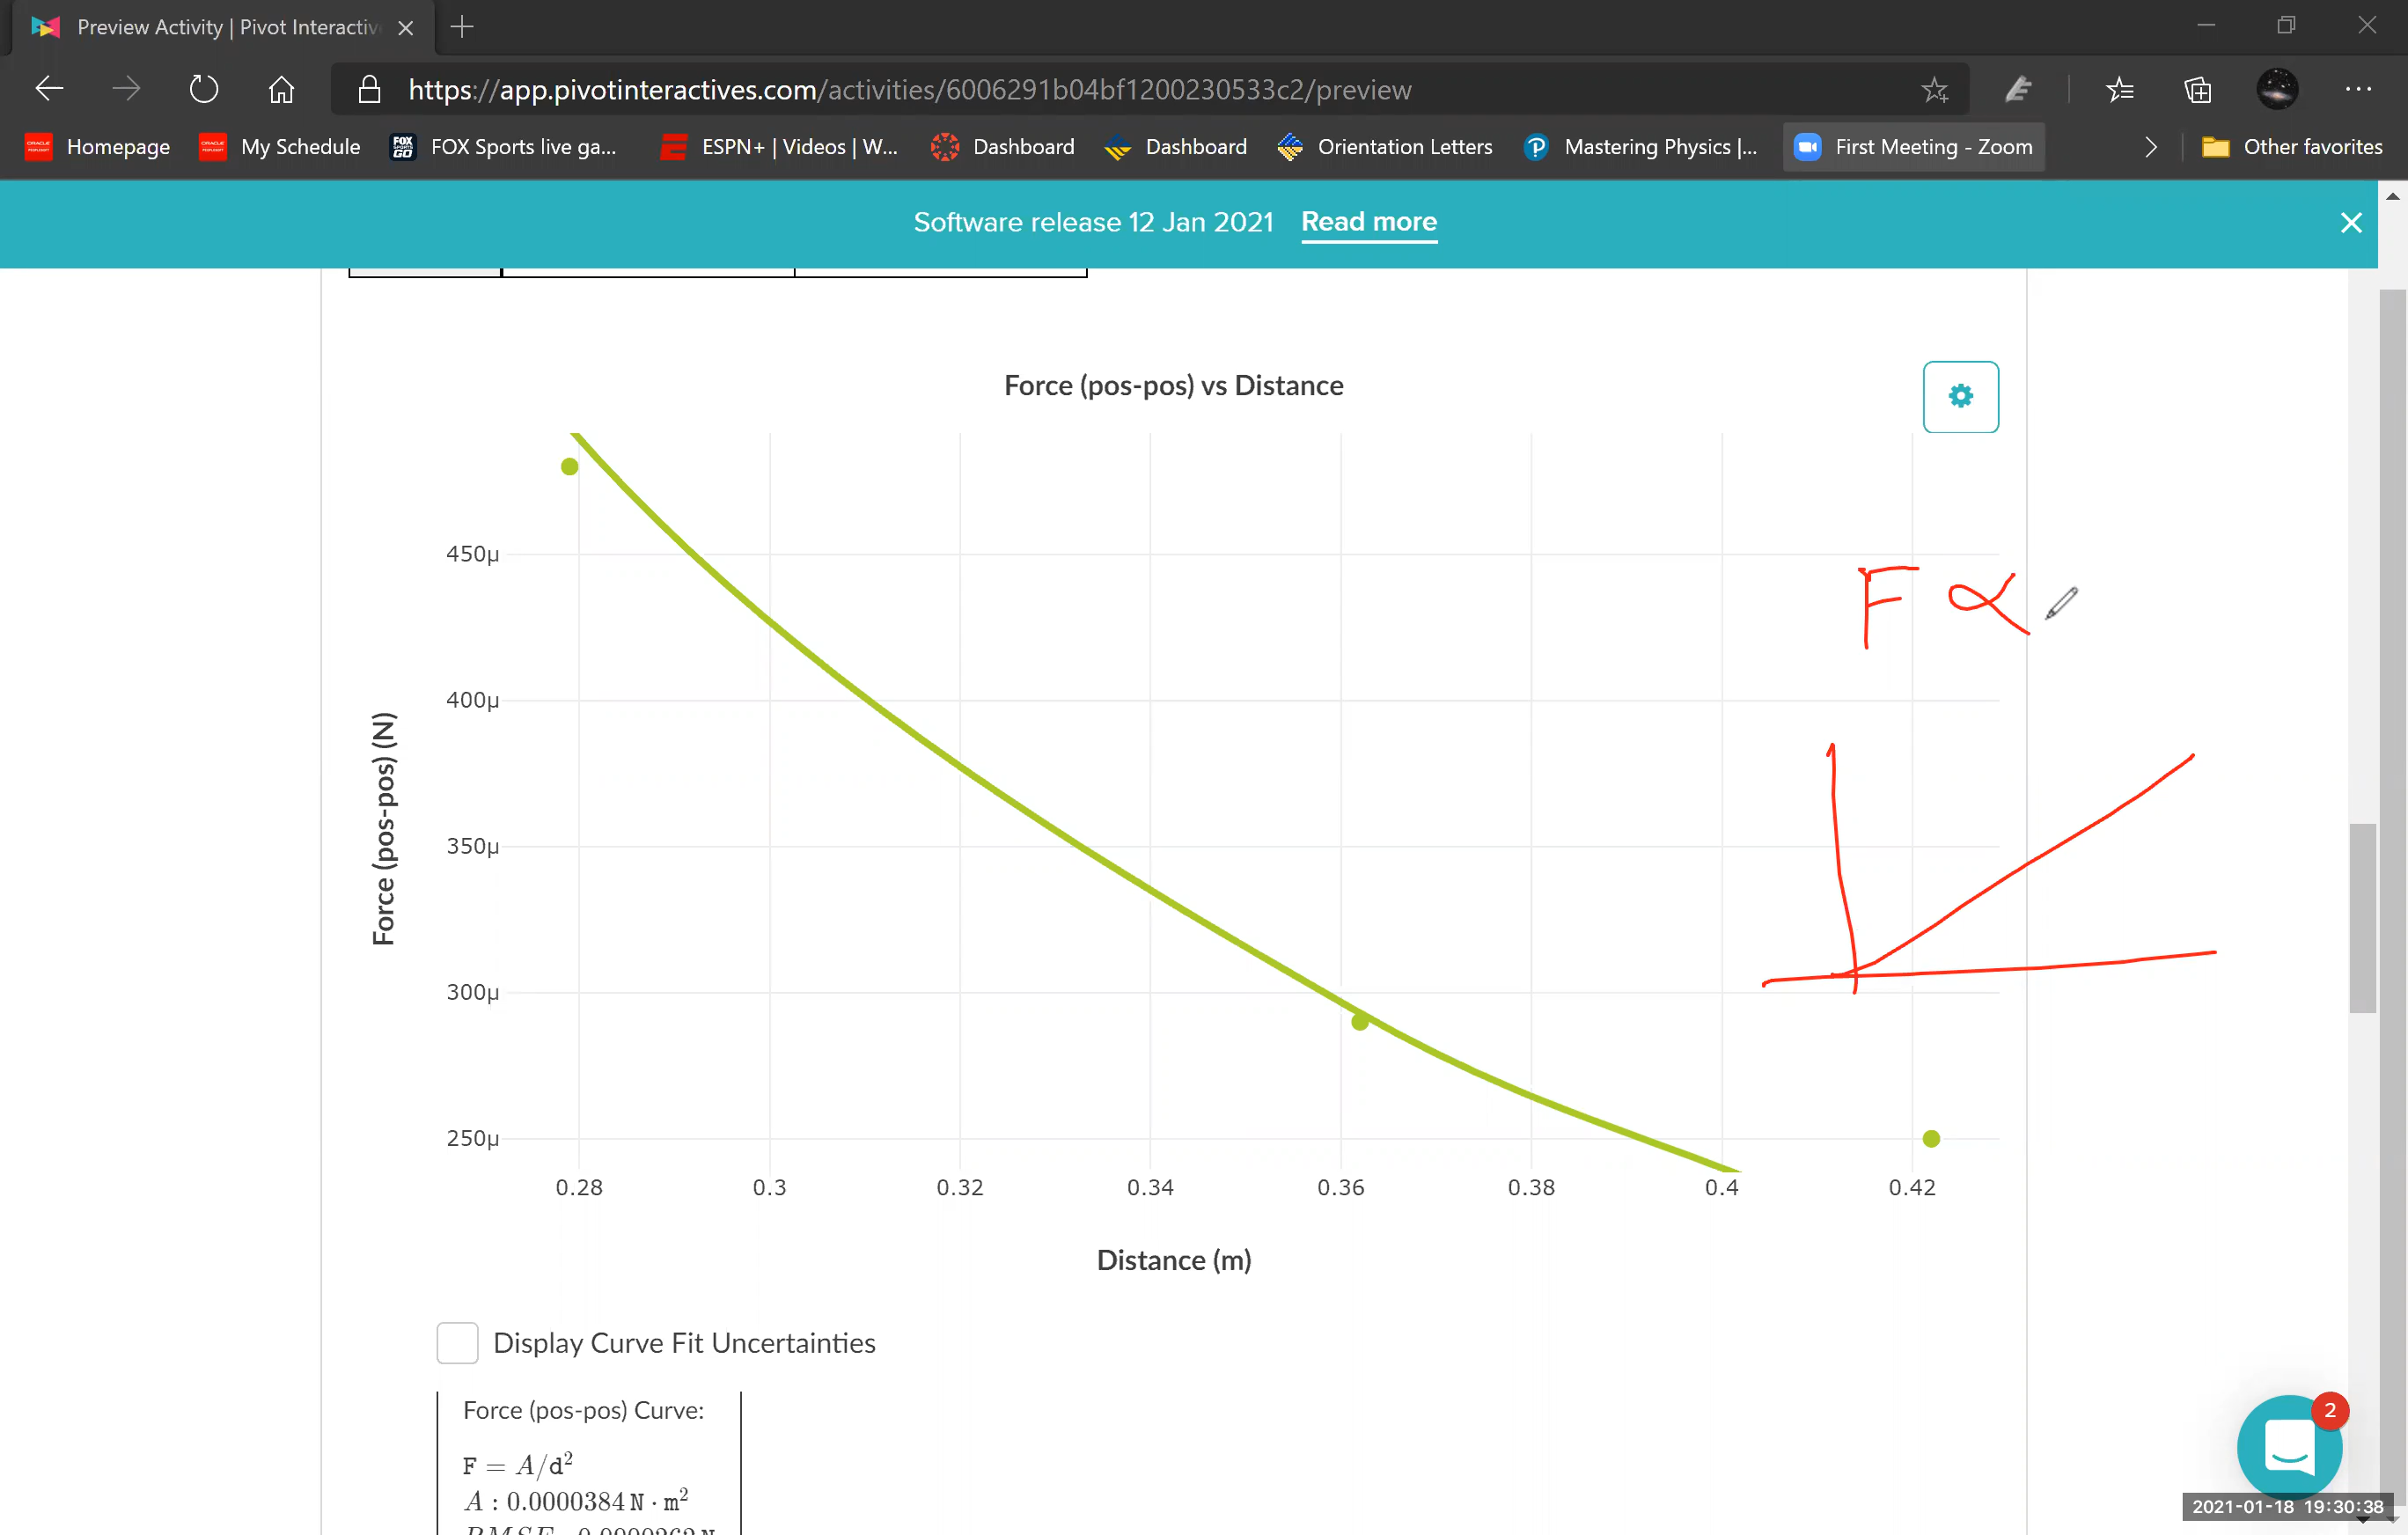 Preview Activity | Pivot Interactiv
https://app.pivotinteractives.com/activities/6006291b04bf1200230533c2/preview
Homepage My Schedule FOX Sports live ga... ESPN+ | Videos | W... Dashboard Dashboard Orientation Letters Mastering Physics |... First Meeting - Zoom Other favorites
Software release 12 Jan 2021 Read more
Force (pos-pos) vs Distance
450µ
400µ
350µ
300µ
250µ
Force (pos-pos) (N)
F ∝
0.28 0.3 0.32 0.34 0.36 0.38 0.4 0.42
Distance (m)
Display Curve Fit Uncertainties
Force (pos-pos) Curve:
F = A/d²
A : 0.0000384 N · m²
2
2021-01-18 19:30:38